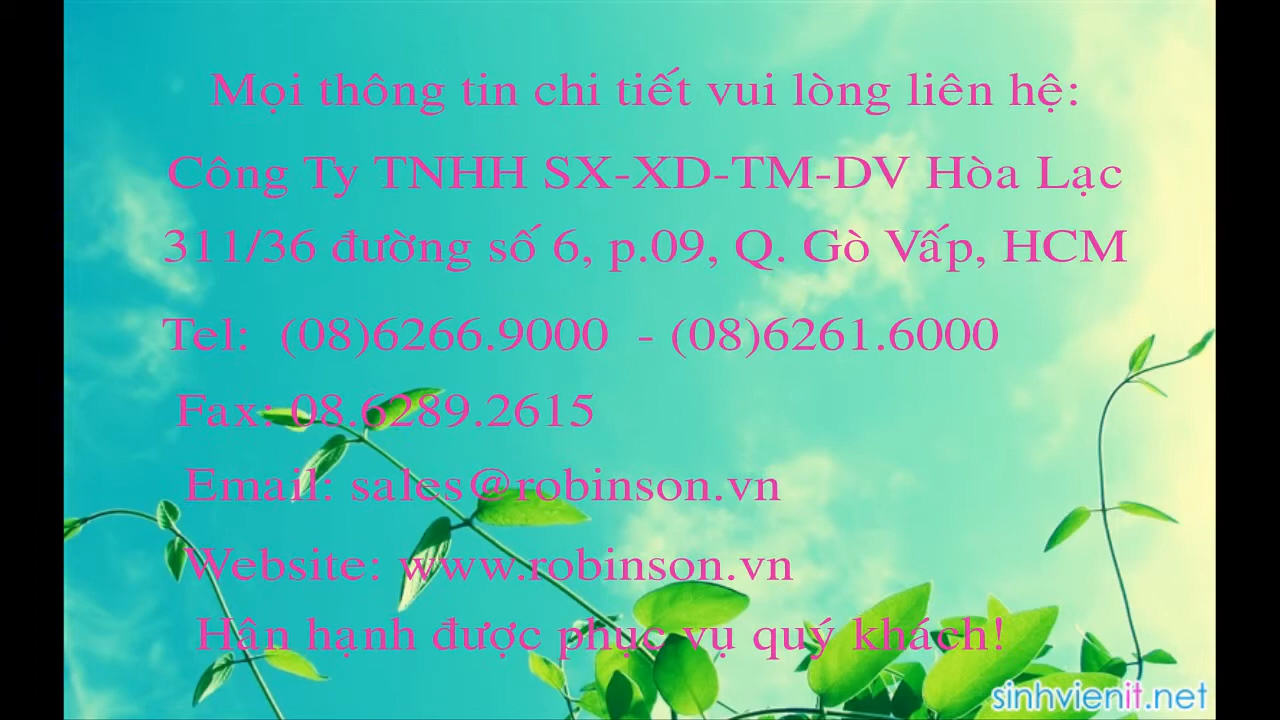 Mọi thông tin chi tiết vui lòng liên hệ:
Công Ty TNHH SX-XD-TM-DV Hòa Lạc
311/36 đường số 6, p.09, Q. Gò Vấp, HCM
Tel: (08)6266.9000 - (08)6261.6000
Fax: 08.6289.2615
Email: sales@robinson.vn
Website: www.robinson.vn
Hân hạnh được phục vụ quý khách!
sinhvienit.net